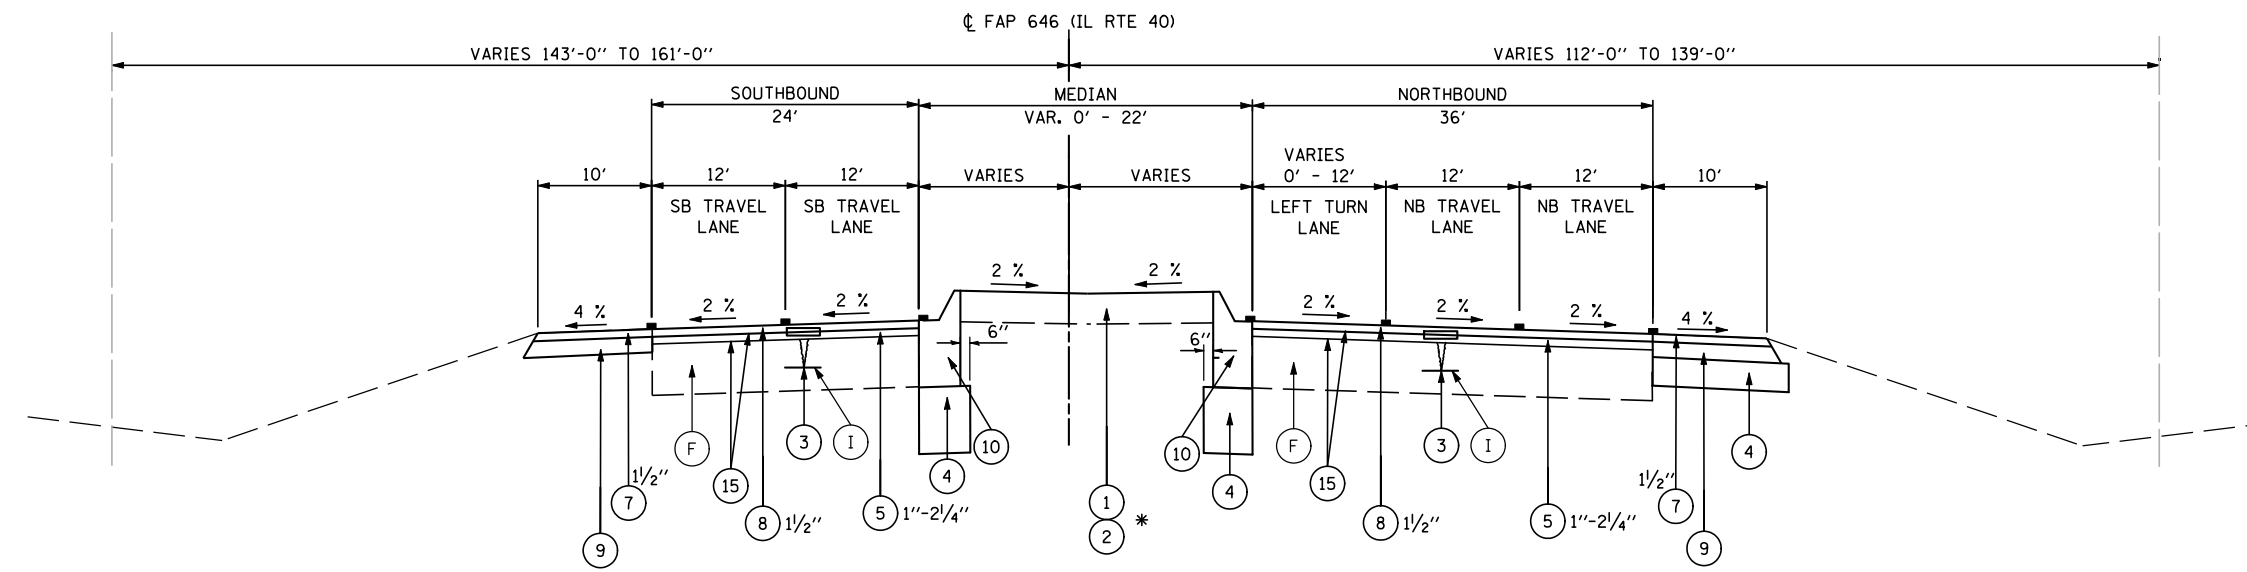 ℄ FAP 646 (IL RTE 40)
VARIES 143'-0" TO 161'-0"
VARIES 112'-0" TO 139'-0"
SOUTHBOUND
MEDIAN
NORTHBOUND
24'
VAR. 0' - 22'
36'
VARIES
10'
12'
12'
VARIES
VARIES
0' - 12'
12'
12'
10'
SB TRAVEL
LANE
SB TRAVEL
LANE
LEFT TURN
LANE
NB TRAVEL
LANE
NB TRAVEL
LANE
2 %
2 %
4 %
2 %
2 %
2 %
2 %
2 %
4 %
6"
6"
F
3
I
10
10
F
3
I
4
1 1/2"
7
15
4
4
15
1 1/2"
7
8
1 1/2"
5
1"-2 1/4"
1
2
*
8
1 1/2"
5
1"-2 1/4"
9
9